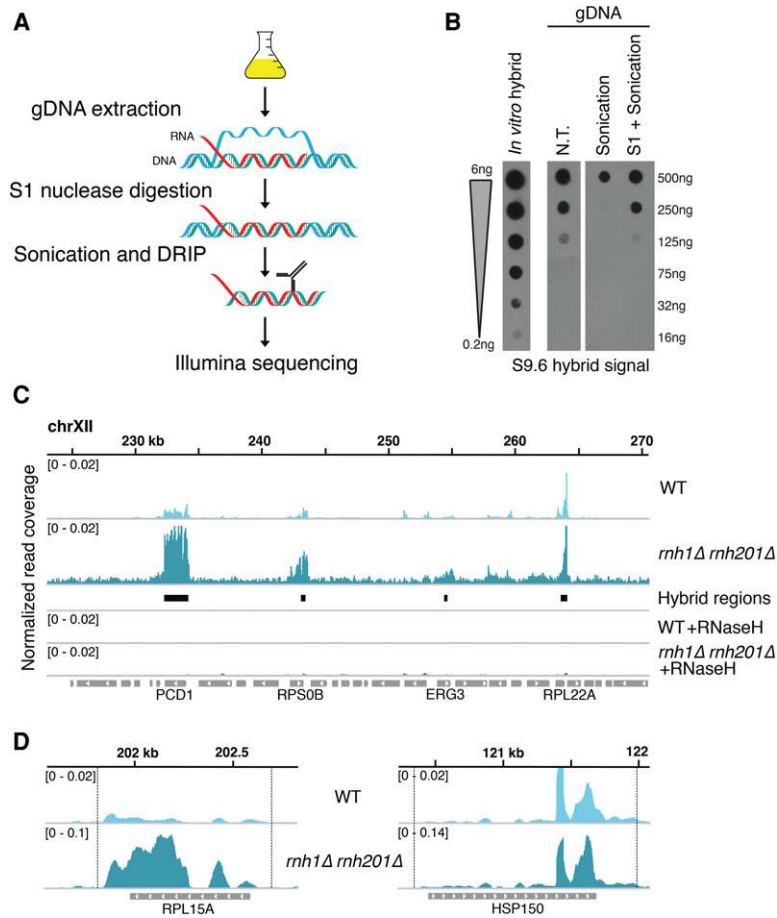 A
gDNA extraction
RNA
DNA
S1 nuclease digestion
Sonication and DRIP
Illumina sequencing
B
gDNA
In vitro hybrid
N.T.
Sonication
S1 + Sonication
6ng
0.2ng
500ng
250ng
125ng
75ng
32ng
16ng
S9.6 hybrid signal
C
chrXII
230 kb 240 250 260 270
Normalized read coverage
[0 - 0.02]
WT
[0 - 0.02]
rnh1Δ rnh201Δ
Hybrid regions
[0 - 0.02]
WT+RNaseH
[0 - 0.02]
rnh1Δ rnh201Δ
+RNaseH
PCD1 RPS0B ERG3 RPL22A
D
202 kb 202.5
[0 - 0.02]
WT
[0 - 0.1]
rnh1Δ rnh201Δ
RPL15A
121 kb 122
[0 - 0.02]
[0 - 0.14]
HSP150